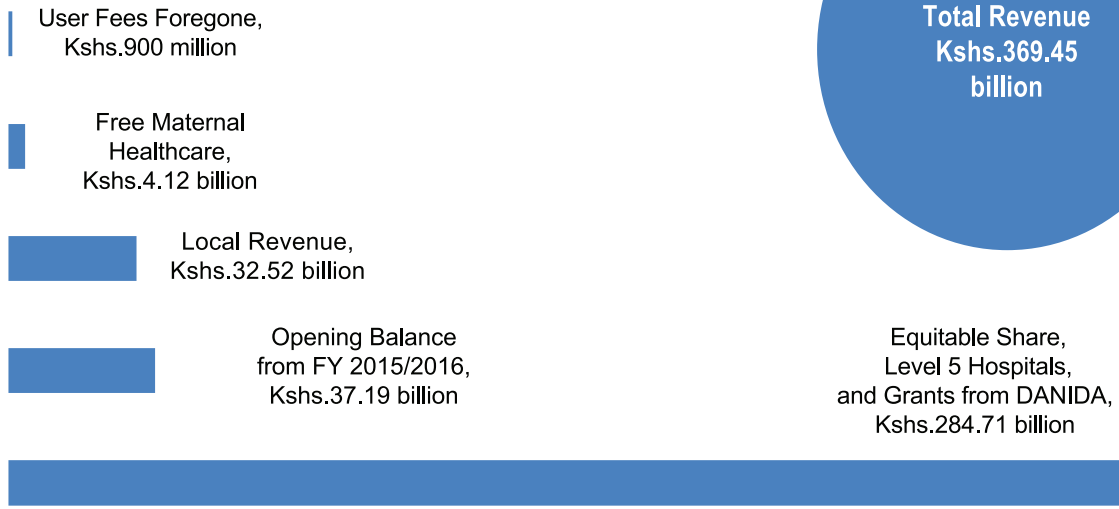 User Fees Foregone,
Kshs.900 million
Total Revenue
Kshs.369.45
billion
Free Maternal
Healthcare,
Kshs.4.12 billion
Local Revenue,
Kshs.32.52 billion
Opening Balance
from FY 2015/2016,
Kshs.37.19 billion
Equitable Share,
Level 5 Hospitals,
and Grants from DANIDA,
Kshs.284.71 billion